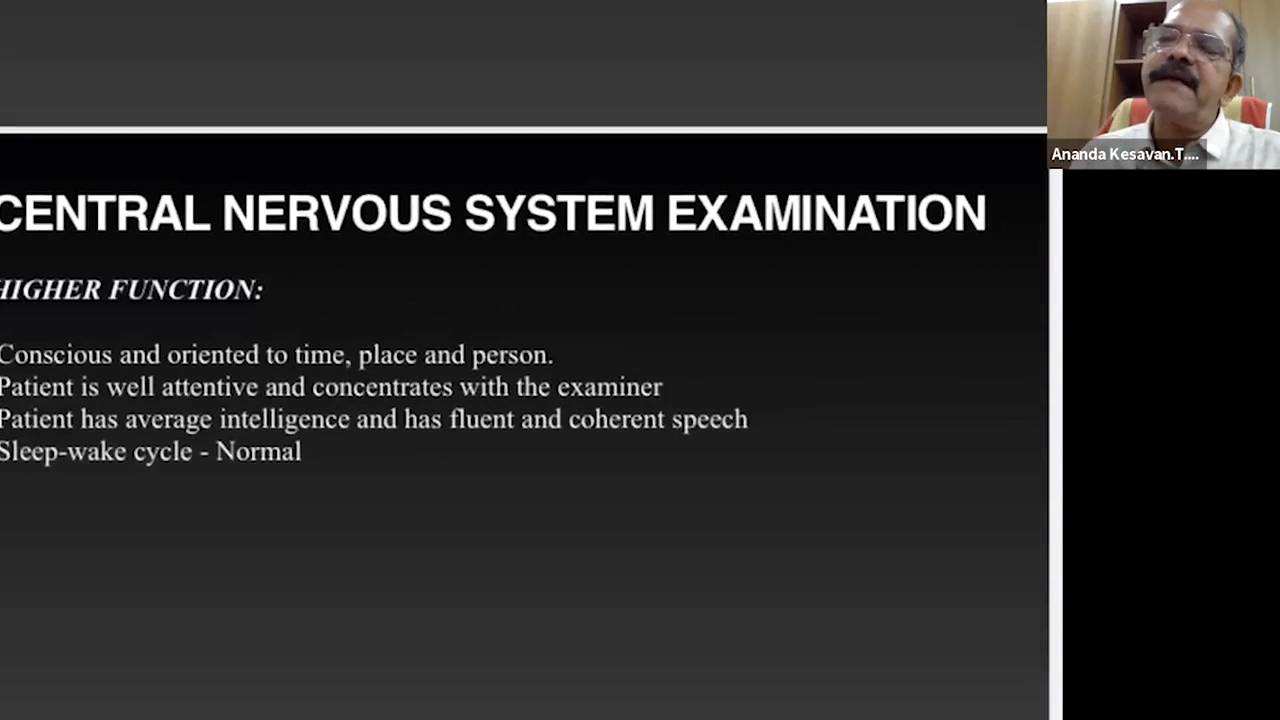 CENTRAL NERVOUS SYSTEM EXAMINATION
HIGHER FUNCTION:
Conscious and oriented to time, place and person.
Patient is well attentive and concentrates with the examiner
Patient has average intelligence and has fluent and coherent speech
Sleep-wake cycle - Normal
Ananda Kesavan.T....